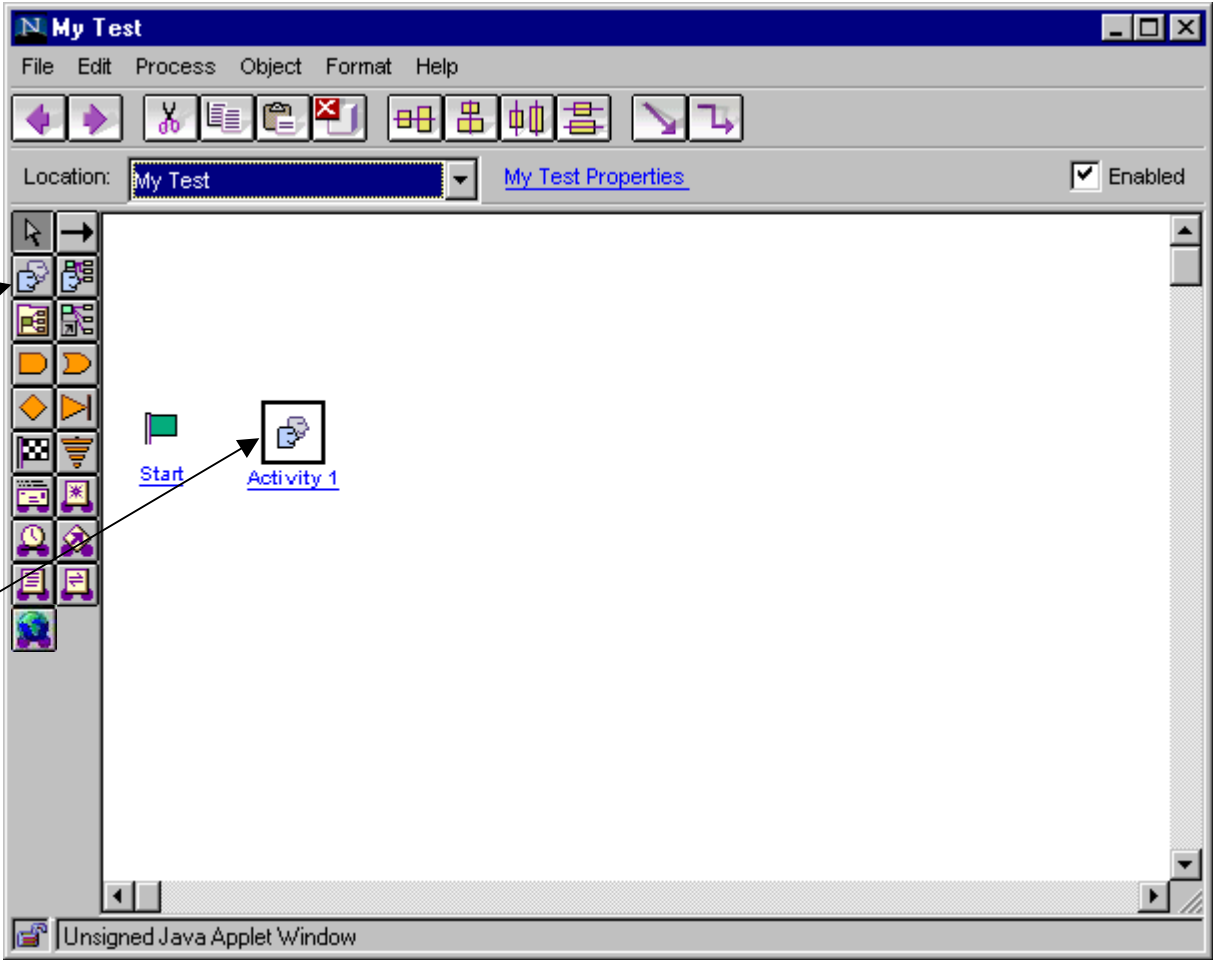 N My Test
File Edit Process Object Format Help
Location: My Test My Test Properties Enabled
Start
Activity 1
Unsigned Java Applet Window